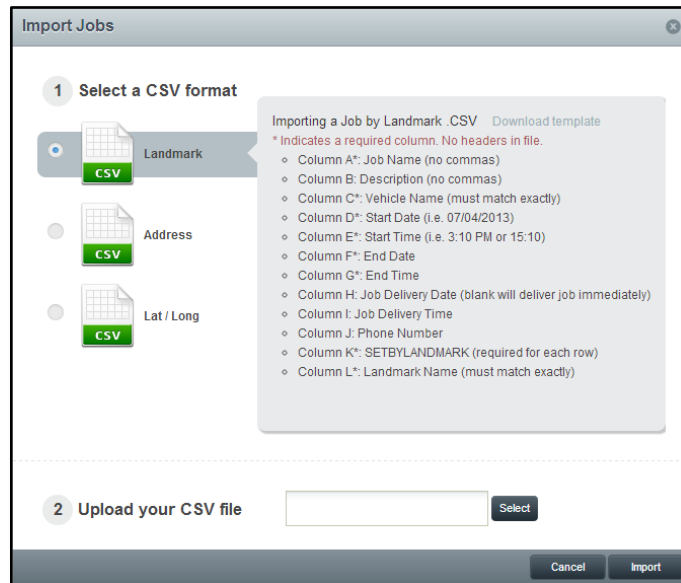 Import Jobs
1 Select a CSV format
Landmark
CSV
Address
CSV
Lat / Long
CSV
Importing a Job by Landmark .CSV Download template
* Indicates a required column. No headers in file.
Column A*: Job Name (no commas)
Column B: Description (no commas)
Column C*: Vehicle Name (must match exactly)
Column D*: Start Date (i.e. 07/04/2013)
Column E*: Start Time (i.e. 3:10 PM or 15:10)
Column F*: End Date
Column G*: End Time
Column H: Job Delivery Date (blank will deliver job immediately)
Column I: Job Delivery Time
Column J: Phone Number
Column K*: SETBYLANDMARK (required for each row)
Column L*: Landmark Name (must match exactly)
2 Upload your CSV file
Select
Cancel
Import